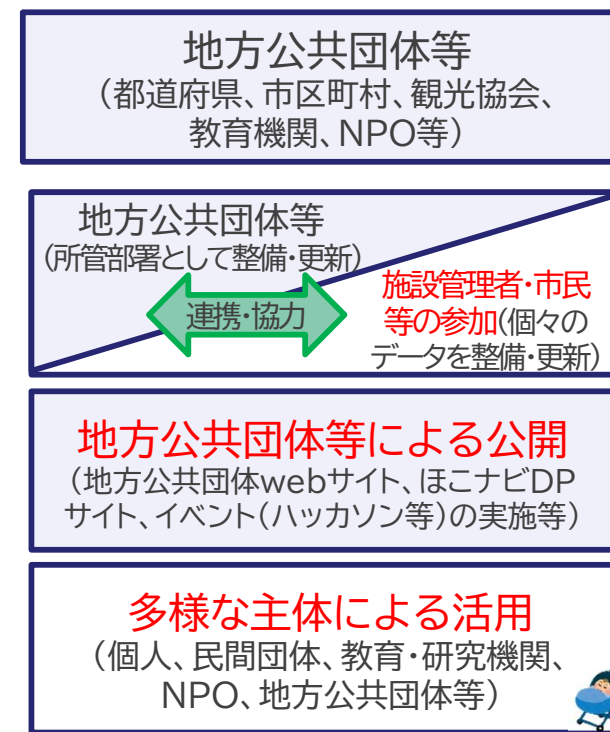 地方公共団体等
（都道府県、市区町村、観光協会、
教育機関、NPO等）
地方公共団体等
(所管部署として整備・更新)
連携・協力
施設管理者・市民
等の参加(個々の
データを整備・更新)
地方公共団体等による公開
（地方公共団体webサイト、ほこナビDP
サイト、イベント（ハッカソン等）の実施等）
多様な主体による活用
（個人、民間団体、教育・研究機関、
NPO、地方公共団体等）